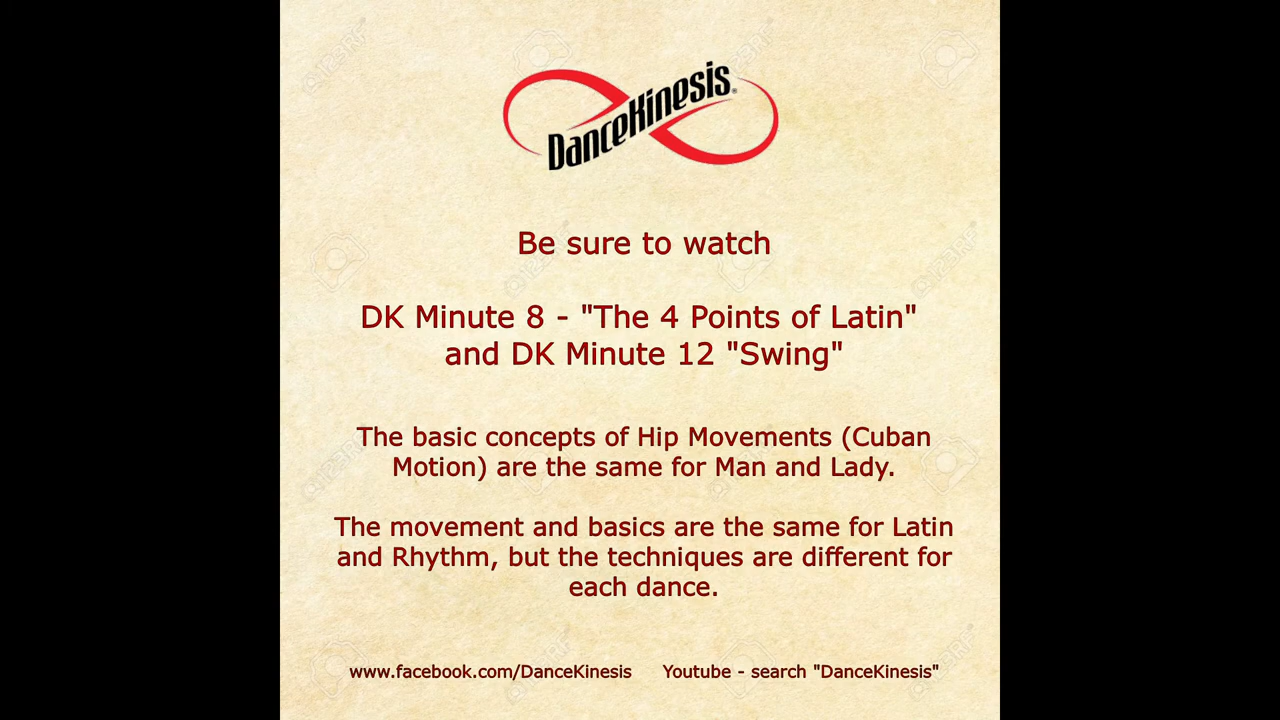 DanceKinesis®
Be sure to watch
DK Minute 8 - "The 4 Points of Latin"
and DK Minute 12 "Swing"
The basic concepts of Hip Movements (Cuban
Motion) are the same for Man and Lady.
The movement and basics are the same for Latin
and Rhythm, but the techniques are different for
each dance.
www.facebook.com/DanceKinesis Youtube - search "DanceKinesis"